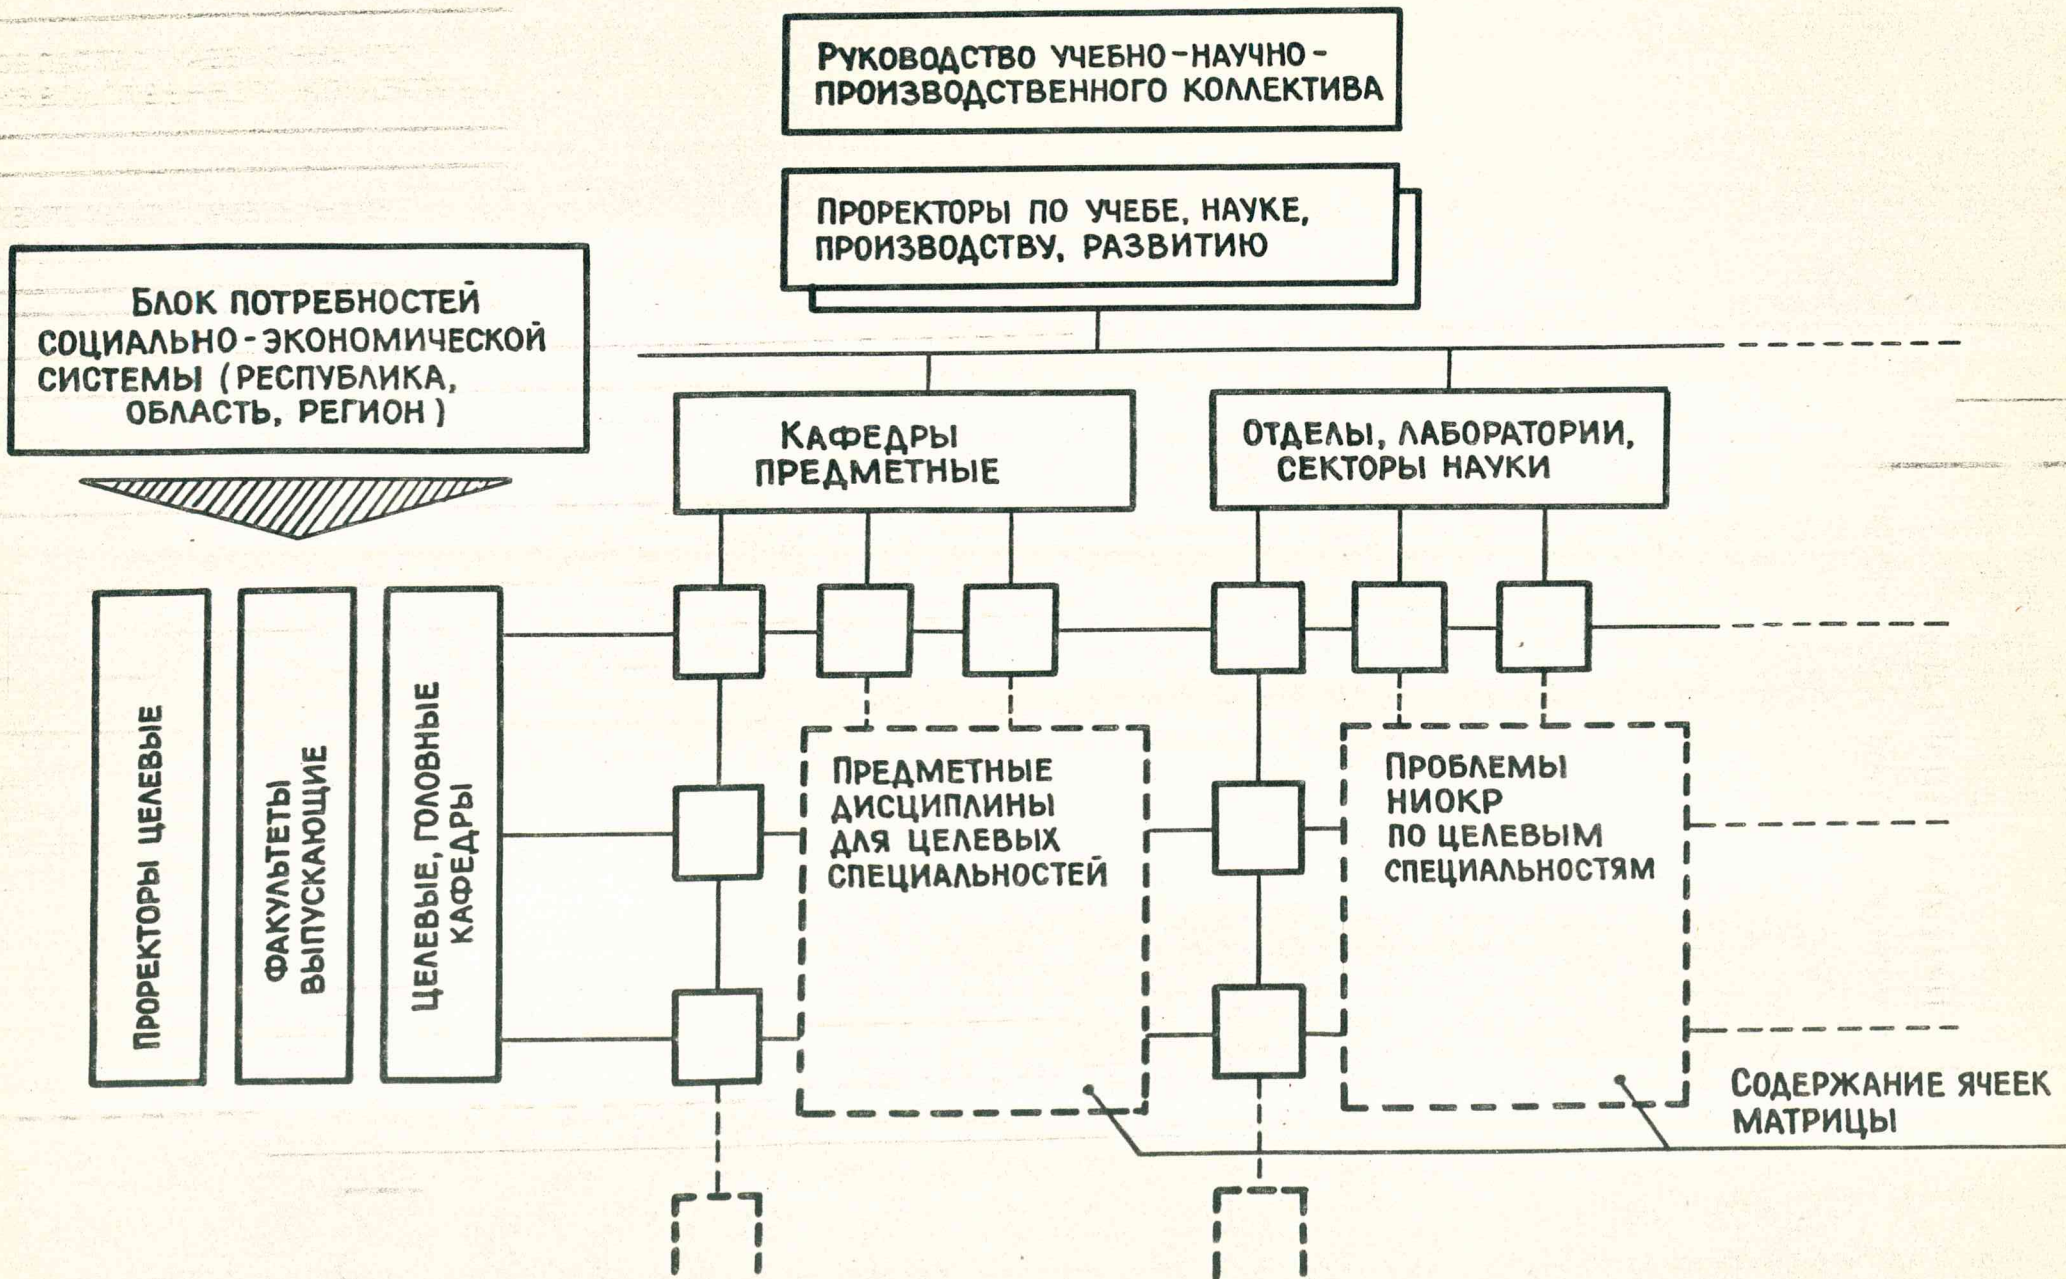 Руководство учебно-научно-
производственного коллектива
Проректоры по учебе, науке,
производству, развитию
Блок потребностей
социально-экономической
системы (республика,
область, регион)
Кафедры
предметные
Отделы, лаборатории,
секторы науки
Проректоры целевые
Факультеты
выпускающие
Целевые, головные
кафедры
Предметные
дисциплины
для целевых
специальностей
Проблемы
НИОКР
по целевым
специальностям
Содержание ячеек
матрицы